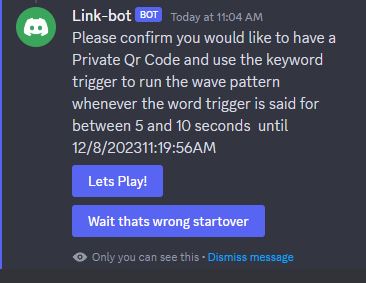 Link-bot BOT Today at 11:04 AM
Please confirm you would like to have a
Private Qr Code and use the keyword
trigger to run the wave pattern
whenever the word trigger is said for
between 5 and 10 seconds until
12/8/202311:19:56AM
Lets Play!
Wait thats wrong startover
Only you can see this • Dismiss message